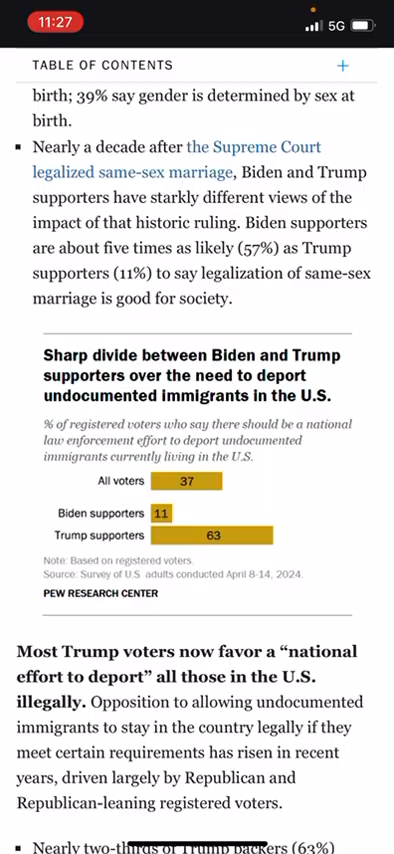 11:27
5G
TABLE OF CONTENTS +
birth; 39% say gender is determined by sex at
birth.
▪ Nearly a decade after the Supreme Court
legalized same-sex marriage, Biden and Trump
supporters have starkly different views of the
impact of that historic ruling. Biden supporters
are about five times as likely (57%) as Trump
supporters (11%) to say legalization of same-sex
marriage is good for society.
Sharp divide between Biden and Trump
supporters over the need to deport
undocumented immigrants in the U.S.
% of registered voters who say there should be a national
law enforcement effort to deport undocumented
immigrants currently living in the U.S.
All voters 37
Biden supporters 11
Trump supporters 63
Note: Based on registered voters.
Source: Survey of U.S. adults conducted April 8-14, 2024.
PEW RESEARCH CENTER
Most Trump voters now favor a “national
effort to deport” all those in the U.S.
illegally. Opposition to allowing undocumented
immigrants to stay in the country legally if they
meet certain requirements has risen in recent
years, driven largely by Republican and
Republican-leaning registered voters.
▪ Nearly two-thirds of Trump backers (63%)